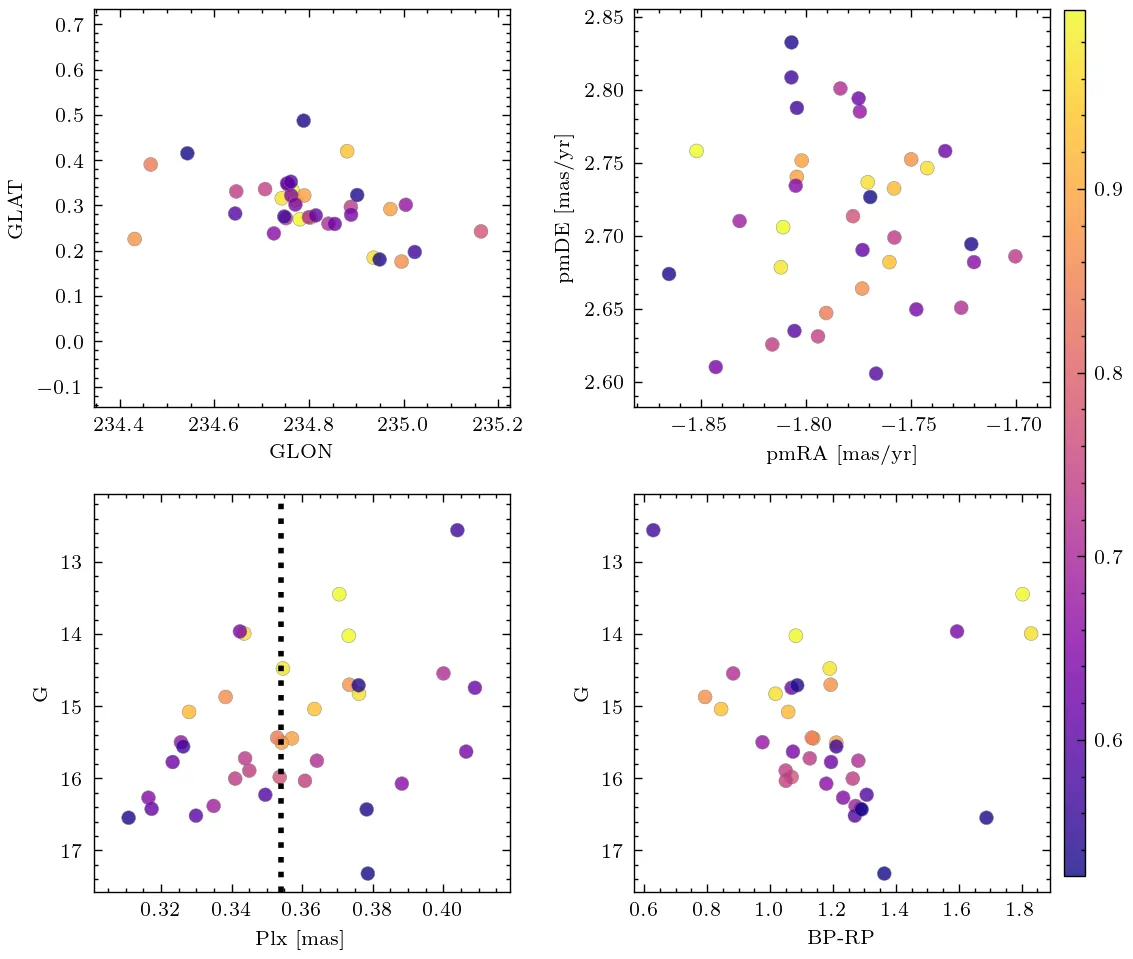 0.7
0.6
0.5
0.4
0.3
0.2
0.1
0.0
−0.1
GLAT
234.4 234.6 234.8 235.0 235.2
GLON
2.85
2.80
2.75
2.70
2.65
2.60
pmDE [mas/yr]
−1.85 −1.80 −1.75 −1.70
pmRA [mas/yr]
0.9
0.8
0.7
0.6
13
14
15
16
17
G
0.32 0.34 0.36 0.38 0.40
Plx [mas]
13
14
15
16
17
G
0.6 0.8 1.0 1.2 1.4 1.6 1.8
BP-RP